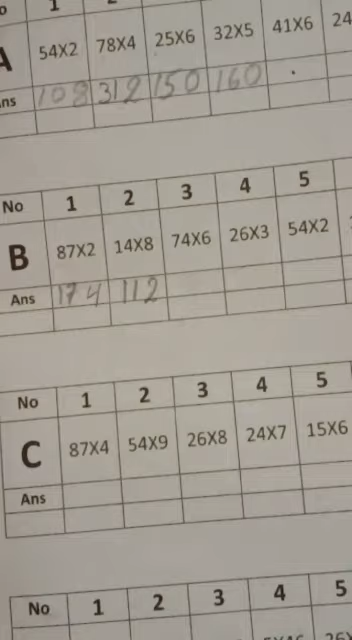 1
A 54X2 78X4 25X6 32X5 41X6 24
Ans 108 312 150 160 .
No 1 2 3 4 5
B 87X2 14X8 74X6 26X3 54X2
Ans 174 112
No 1 2 3 4 5
C 87X4 54X9 26X8 24X7 15X6
Ans
No 1 2 3 4 5